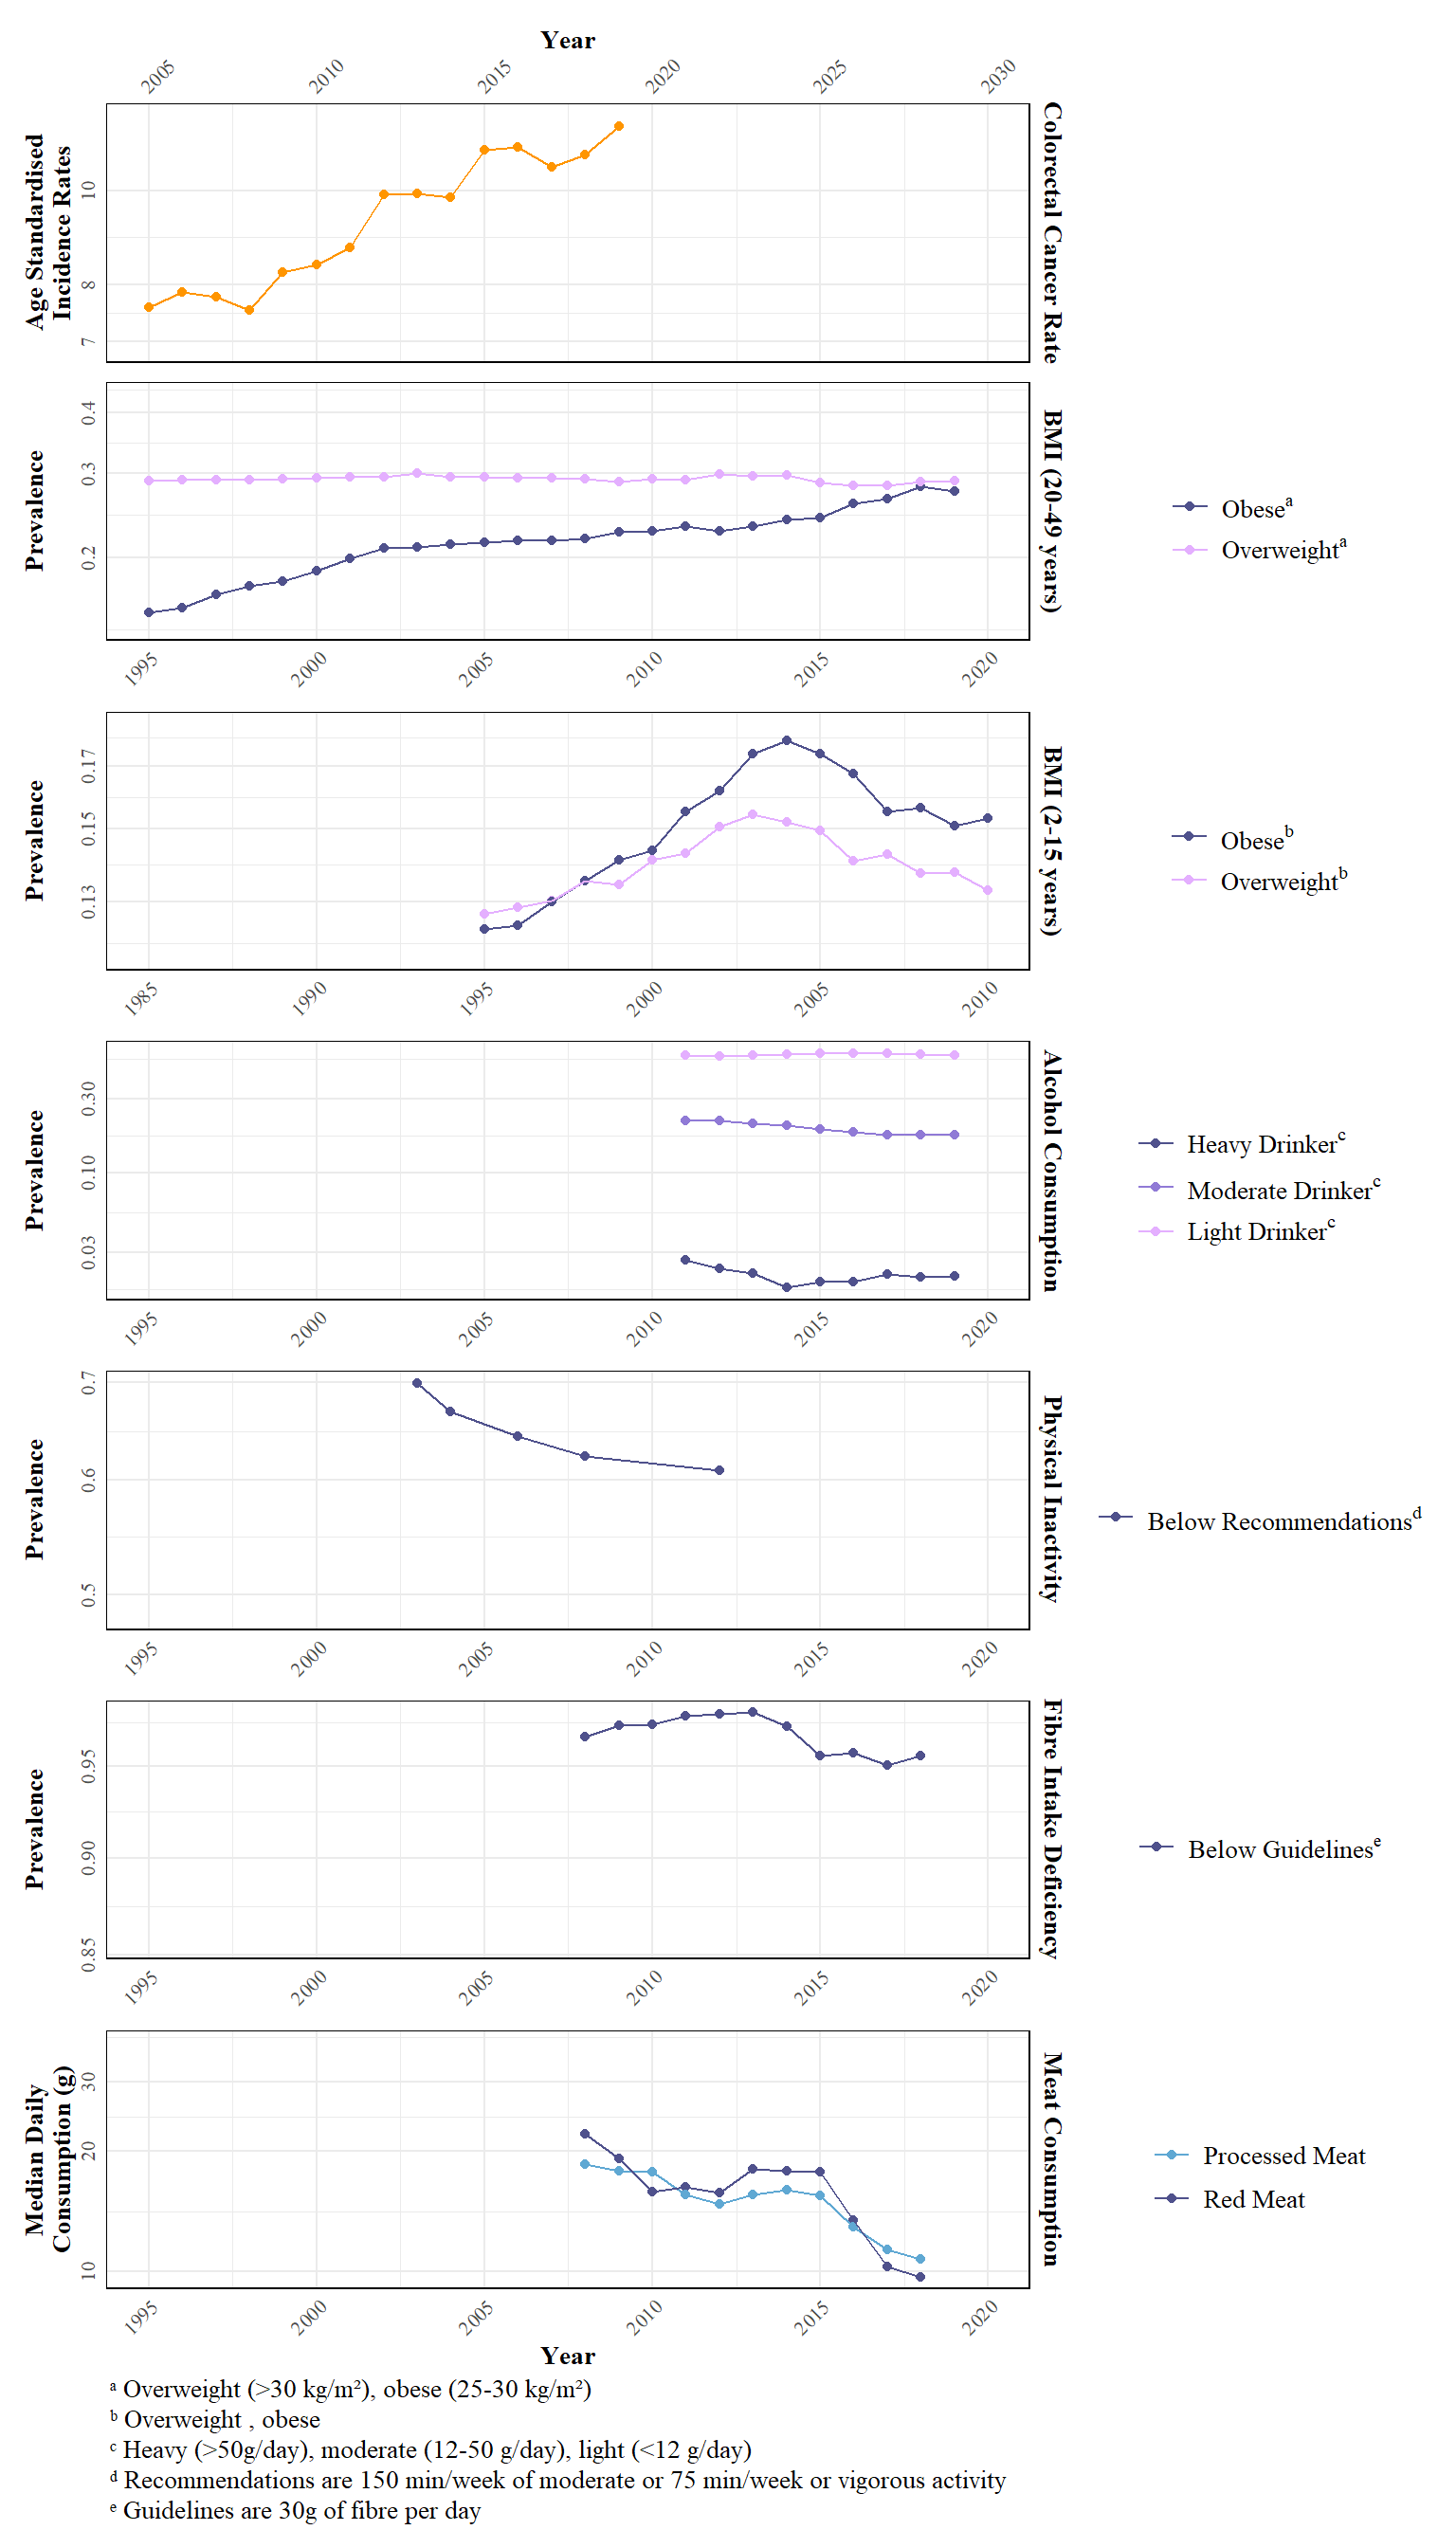 Year
2005 2010 2015 2020 2025 2030
Age Standardised
Incidence Rates
10
8
7
Colorectal Cancer Rate
Prevalence
0.4
0.3
0.2
BMI (20-49 years)
Obeseᵃ
Overweightᵃ
1995 2000 2005 2010 2015 2020
Prevalence
0.17
0.15
0.13
BMI (2-15 years)
Obeseᵇ
Overweightᵇ
1985 1990 1995 2000 2005 2010
Prevalence
0.30
0.10
0.03
Alcohol Consumption
Heavy Drinkerᶜ
Moderate Drinkerᶜ
Light Drinkerᶜ
1995 2000 2005 2010 2015 2020
Prevalence
0.7
0.6
0.5
Physical Inactivity
Below Recommendationsᵈ
1995 2000 2005 2010 2015 2020
Prevalence
0.95
0.90
0.85
Fibre Intake Deficiency
Below Guidelinesᵉ
1995 2000 2005 2010 2015 2020
Median Daily
Consumption (g)
30
20
10
Meat Consumption
Processed Meat
Red Meat
1995 2000 2005 2010 2015 2020
Year
ᵃ Overweight (>30 kg/m²), obese (25-30 kg/m²)
ᵇ Overweight , obese
ᶜ Heavy (>50g/day), moderate (12-50 g/day), light (<12 g/day)
ᵈ Recommendations are 150 min/week of moderate or 75 min/week or vigorous activity
ᵉ Guidelines are 30g of fibre per day